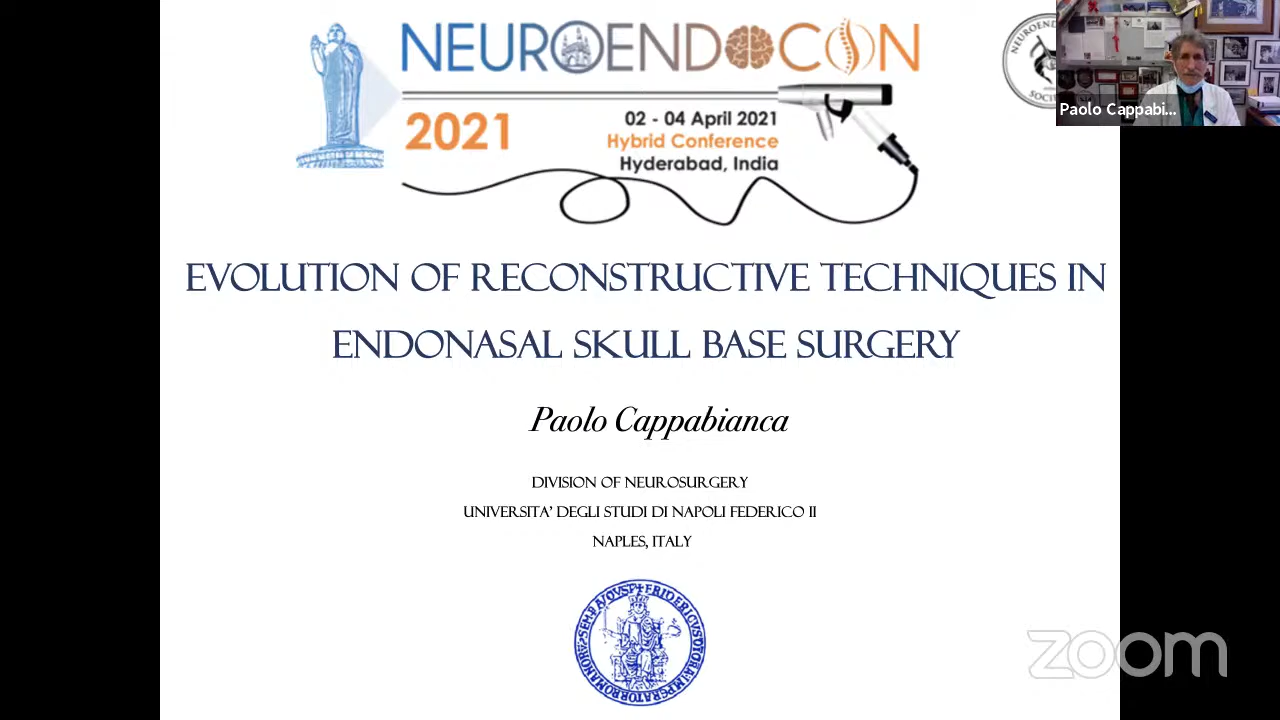 NEUROENDOCON
2021
02 - 04 April 2021
Hybrid Conference
Hyderabad, India
Paolo Cappabi...
EVOLUTION OF RECONSTRUCTIVE TECHNIQUES IN
ENDONASAL SKULL BASE SURGERY
Paolo Cappabianca
DIVISION OF NEUROSURGERY
UNIVERSITA’ DEGLI STUDI DI NAPOLI FEDERICO II
NAPLES, ITALY
zoom